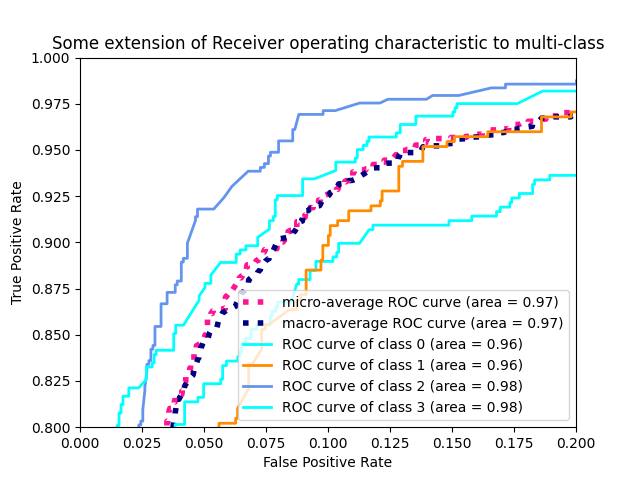 Some extension of Receiver operating characteristic to multi-class
True Positive Rate
1.000
0.975
0.950
0.925
0.900
0.875
0.850
0.825
0.800
micro-average ROC curve (area = 0.97)
macro-average ROC curve (area = 0.97)
ROC curve of class 0 (area = 0.96)
ROC curve of class 1 (area = 0.96)
ROC curve of class 2 (area = 0.98)
ROC curve of class 3 (area = 0.98)
0.000 0.025 0.050 0.075 0.100 0.125 0.150 0.175 0.200
False Positive Rate